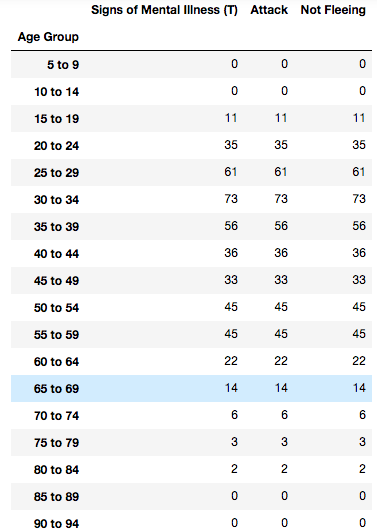 Signs of Mental Illness (T) Attack Not Fleeing
Age Group
5 to 9 0 0 0
10 to 14 0 0 0
15 to 19 11 11 11
20 to 24 35 35 35
25 to 29 61 61 61
30 to 34 73 73 73
35 to 39 56 56 56
40 to 44 36 36 36
45 to 49 33 33 33
50 to 54 45 45 45
55 to 59 45 45 45
60 to 64 22 22 22
65 to 69 14 14 14
70 to 74 6 6 6
75 to 79 3 3 3
80 to 84 2 2 2
85 to 89 0 0 0
90 to 94 0 0 0